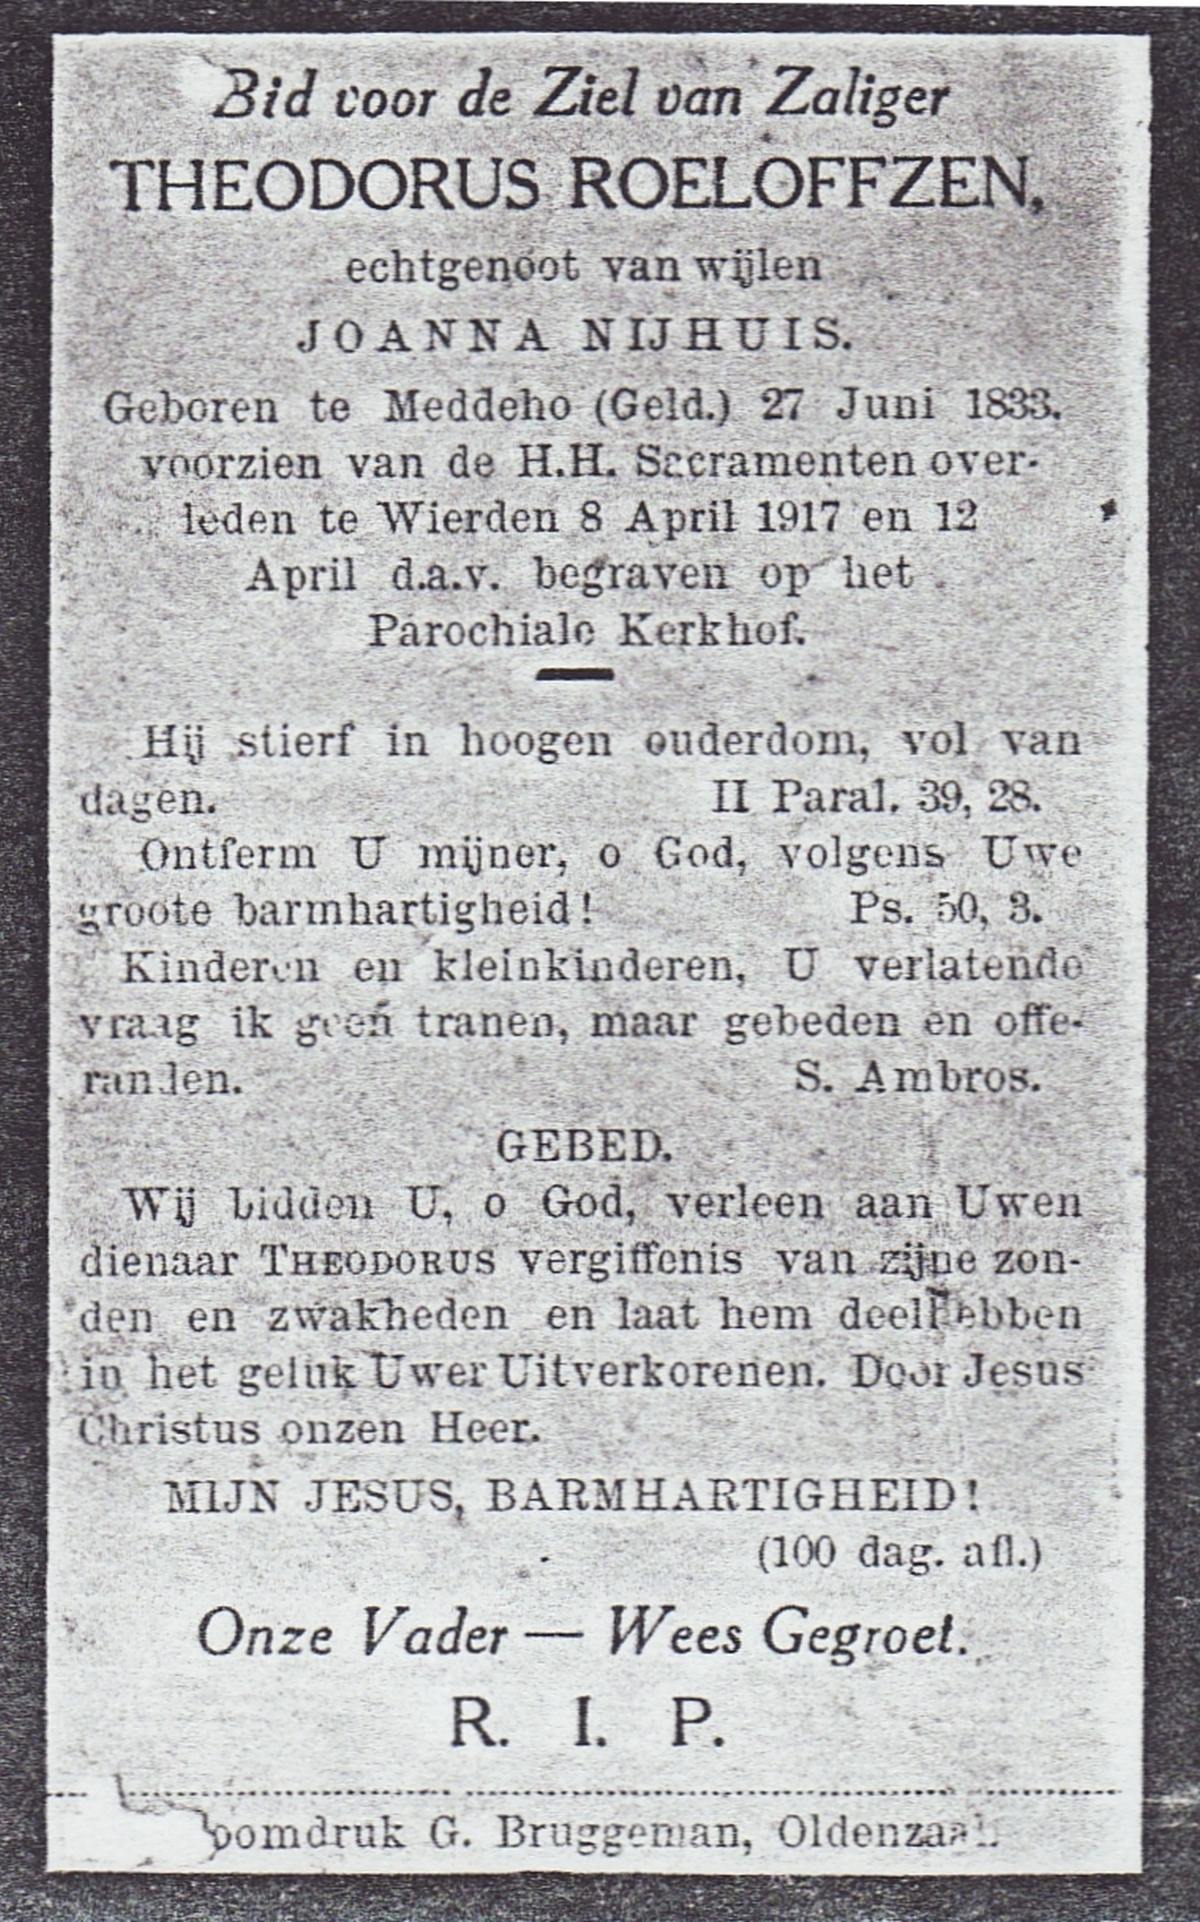 Bid voor de Ziel van Zaliger
THEODORUS ROELOFFZEN,
echtgenoot van wijlen
JOANNA NIJHUIS.
Geboren te Meddeho (Geld.) 27 Juni 1833.
voorzien van de H.H. Sacramenten over-
leden te Wierden 8 April 1917 en 12
April d.a.v. begraven op het
Parochiale Kerkhof.
Hij stierf in hoogen ouderdom, vol van
dagen. II Paral. 39, 28.
Ontferm U mijner, o God, volgens Uwe
groote barmhartigheid! Ps. 50, 3.
Kinderen en kleinkinderen, U verlatende
vraag ik geen tranen, maar gebeden en offe-
randen. S. Ambros.
GEBED.
Wij bidden U, o God, verleen aan Uwen
dienaar THEODORUS vergiffenis van zijne zon-
den en zwakheden en laat hem deelhebben
in het geluk Uwer Uitverkorenen. Door Jesus
Christus onzen Heer.
MIJN JESUS, BARMHARTIGHEID!
(100 dag. afl.)
Onze Vader — Wees Gegroet.
R. I. P.
oomdruk G. Bruggeman, Oldenzaal.